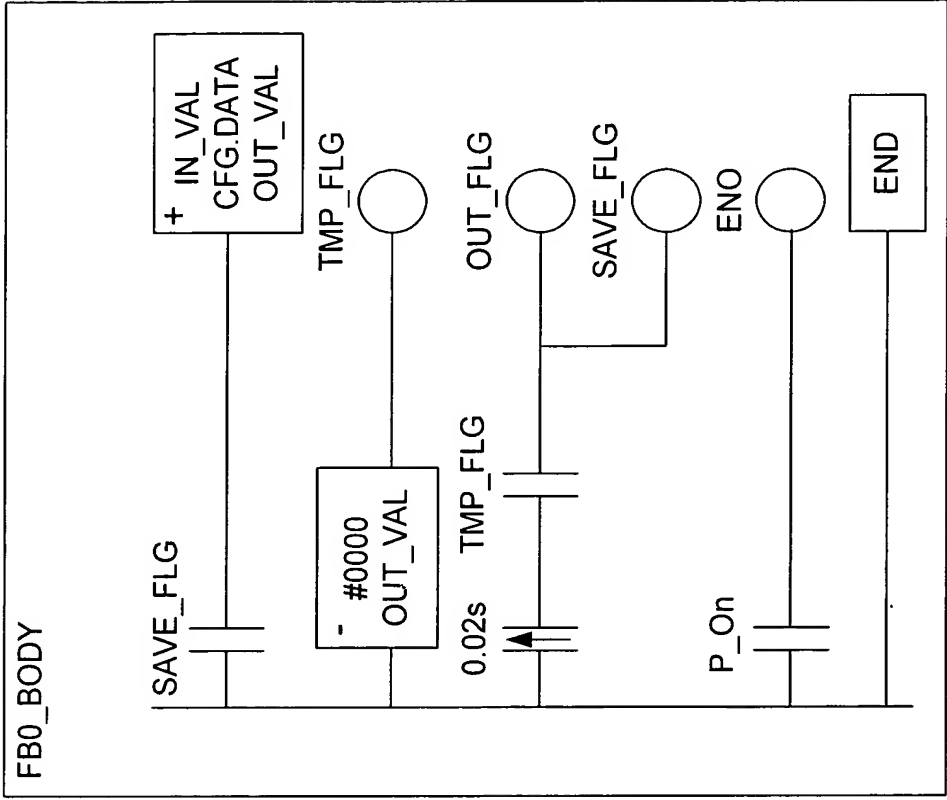 FB0_BODY
SAVE_FLG
+
IN_VAL
CFG.DATA
OUT_VAL
-
#0000
OUT_VAL
TMP_FLG
0.02s
TMP_FLG
OUT_FLG
SAVE_FLG
P_On
ENO
END